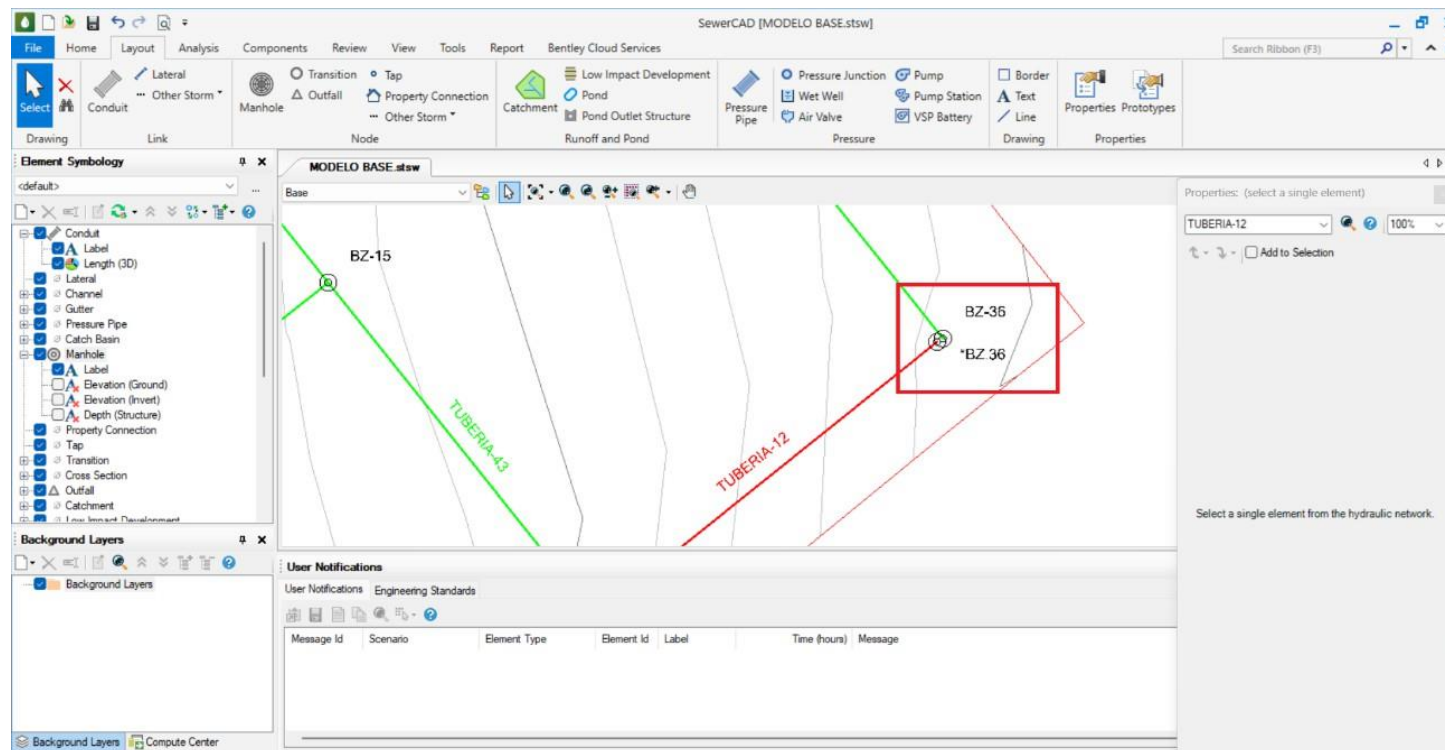 SewerCAD [MODELO BASE.stsw]
File Home Layout Analysis Components Review View Tools Report Bentley Cloud Services
Search Ribbon (F3)
Select
Conduit
Lateral
Other Storm
Manhole
Transition
Tap
Outfall
Property Connection
Other Storm
Catchment
Low Impact Development
Pond
Pond Outlet Structure
Pressure Pipe
Pressure Junction
Pump
Wet Well
Pump Station
Air Valve
VSP Battery
Border
Text
Line
Properties Prototypes
Drawing Link Node Runoff and Pond Pressure Drawing Properties
Element Symbology
<default>
...
Conduit
Label
Length (3D)
Lateral
Channel
Gutter
Pressure Pipe
Catch Basin
Manhole
Label
Elevation (Ground)
Elevation (Invert)
Depth (Structure)
Property Connection
Tap
Transition
Cross Section
Outfall
Catchment
Low Impact Development
Background Layers
Background Layers
Background Layers Compute Center
MODELO BASE.stsw
Base
BZ-15
TUBERIA-43
BZ-36
*BZ.36
TUBERIA-12
User Notifications
User Notifications Engineering Standards
Message Id Scenario Element Type Element Id Label Time (hours) Message
Properties: (select a single element)
TUBERIA-12
100%
Add to Selection
Select a single element from the hydraulic network.